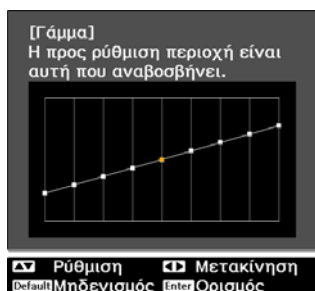 [Γάμμα]
Η προς ρύθμιση περιοχή είναι
αυτή που αναβοσβήνει.
Ρύθμιση Μετακίνηση
Default Μηδενισμός Enter Ορισμός